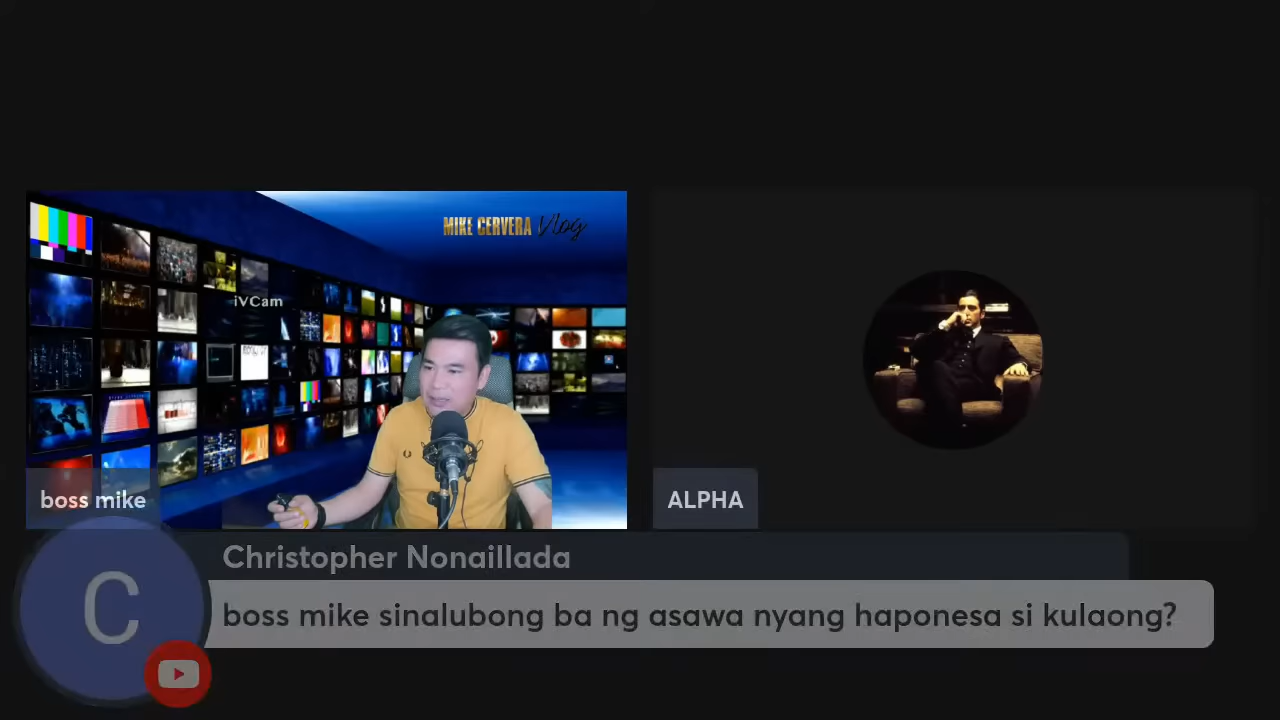 MIKE CERVERA Vlog
iVCam
boss mike
ALPHA
C
Christopher Nonaillada
boss mike sinalubong ba ng asawa nyang haponesa si kulaong?